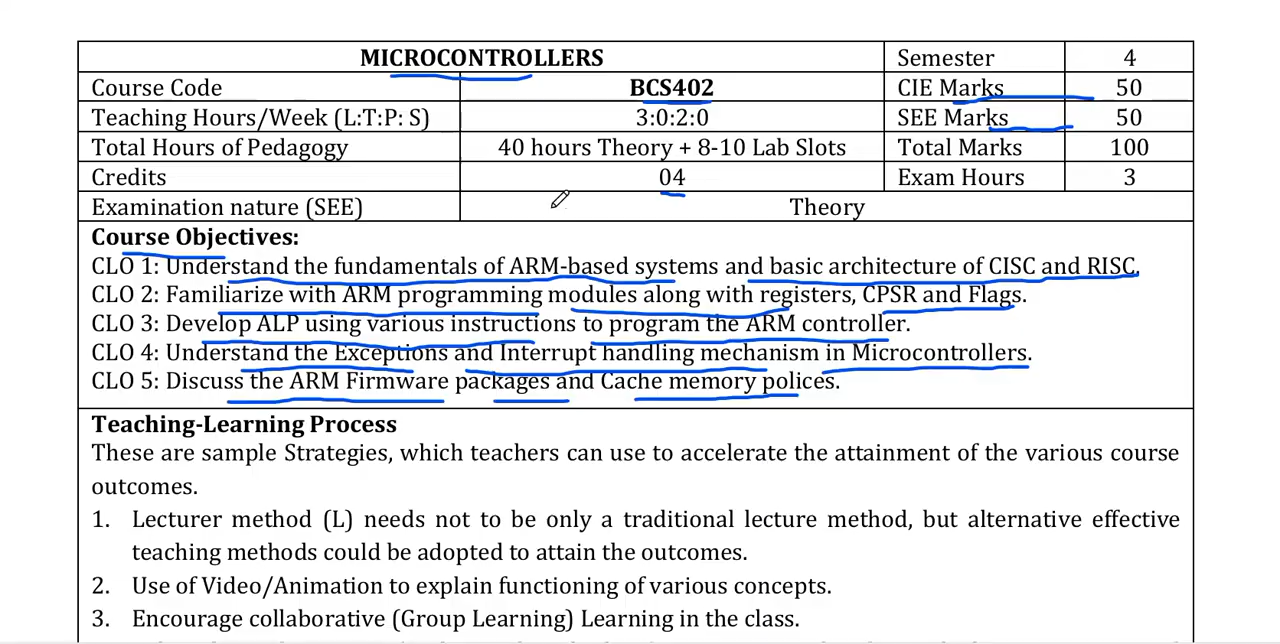 MICROCONTROLLERS Semester 4
Course Code BCS402 CIE Marks 50
Teaching Hours/Week (L:T:P: S) 3:0:2:0 SEE Marks 50
Total Hours of Pedagogy 40 hours Theory + 8-10 Lab Slots Total Marks 100
Credits 04 Exam Hours 3
Examination nature (SEE) Theory
Course Objectives:
CLO 1: Understand the fundamentals of ARM-based systems and basic architecture of CISC and RISC.
CLO 2: Familiarize with ARM programming modules along with registers, CPSR and Flags.
CLO 3: Develop ALP using various instructions to program the ARM controller.
CLO 4: Understand the Exceptions and Interrupt handling mechanism in Microcontrollers.
CLO 5: Discuss the ARM Firmware packages and Cache memory polices.
Teaching-Learning Process
These are sample Strategies, which teachers can use to accelerate the attainment of the various course
outcomes.
1. Lecturer method (L) needs not to be only a traditional lecture method, but alternative effective
teaching methods could be adopted to attain the outcomes.
2. Use of Video/Animation to explain functioning of various concepts.
3. Encourage collaborative (Group Learning) Learning in the class.